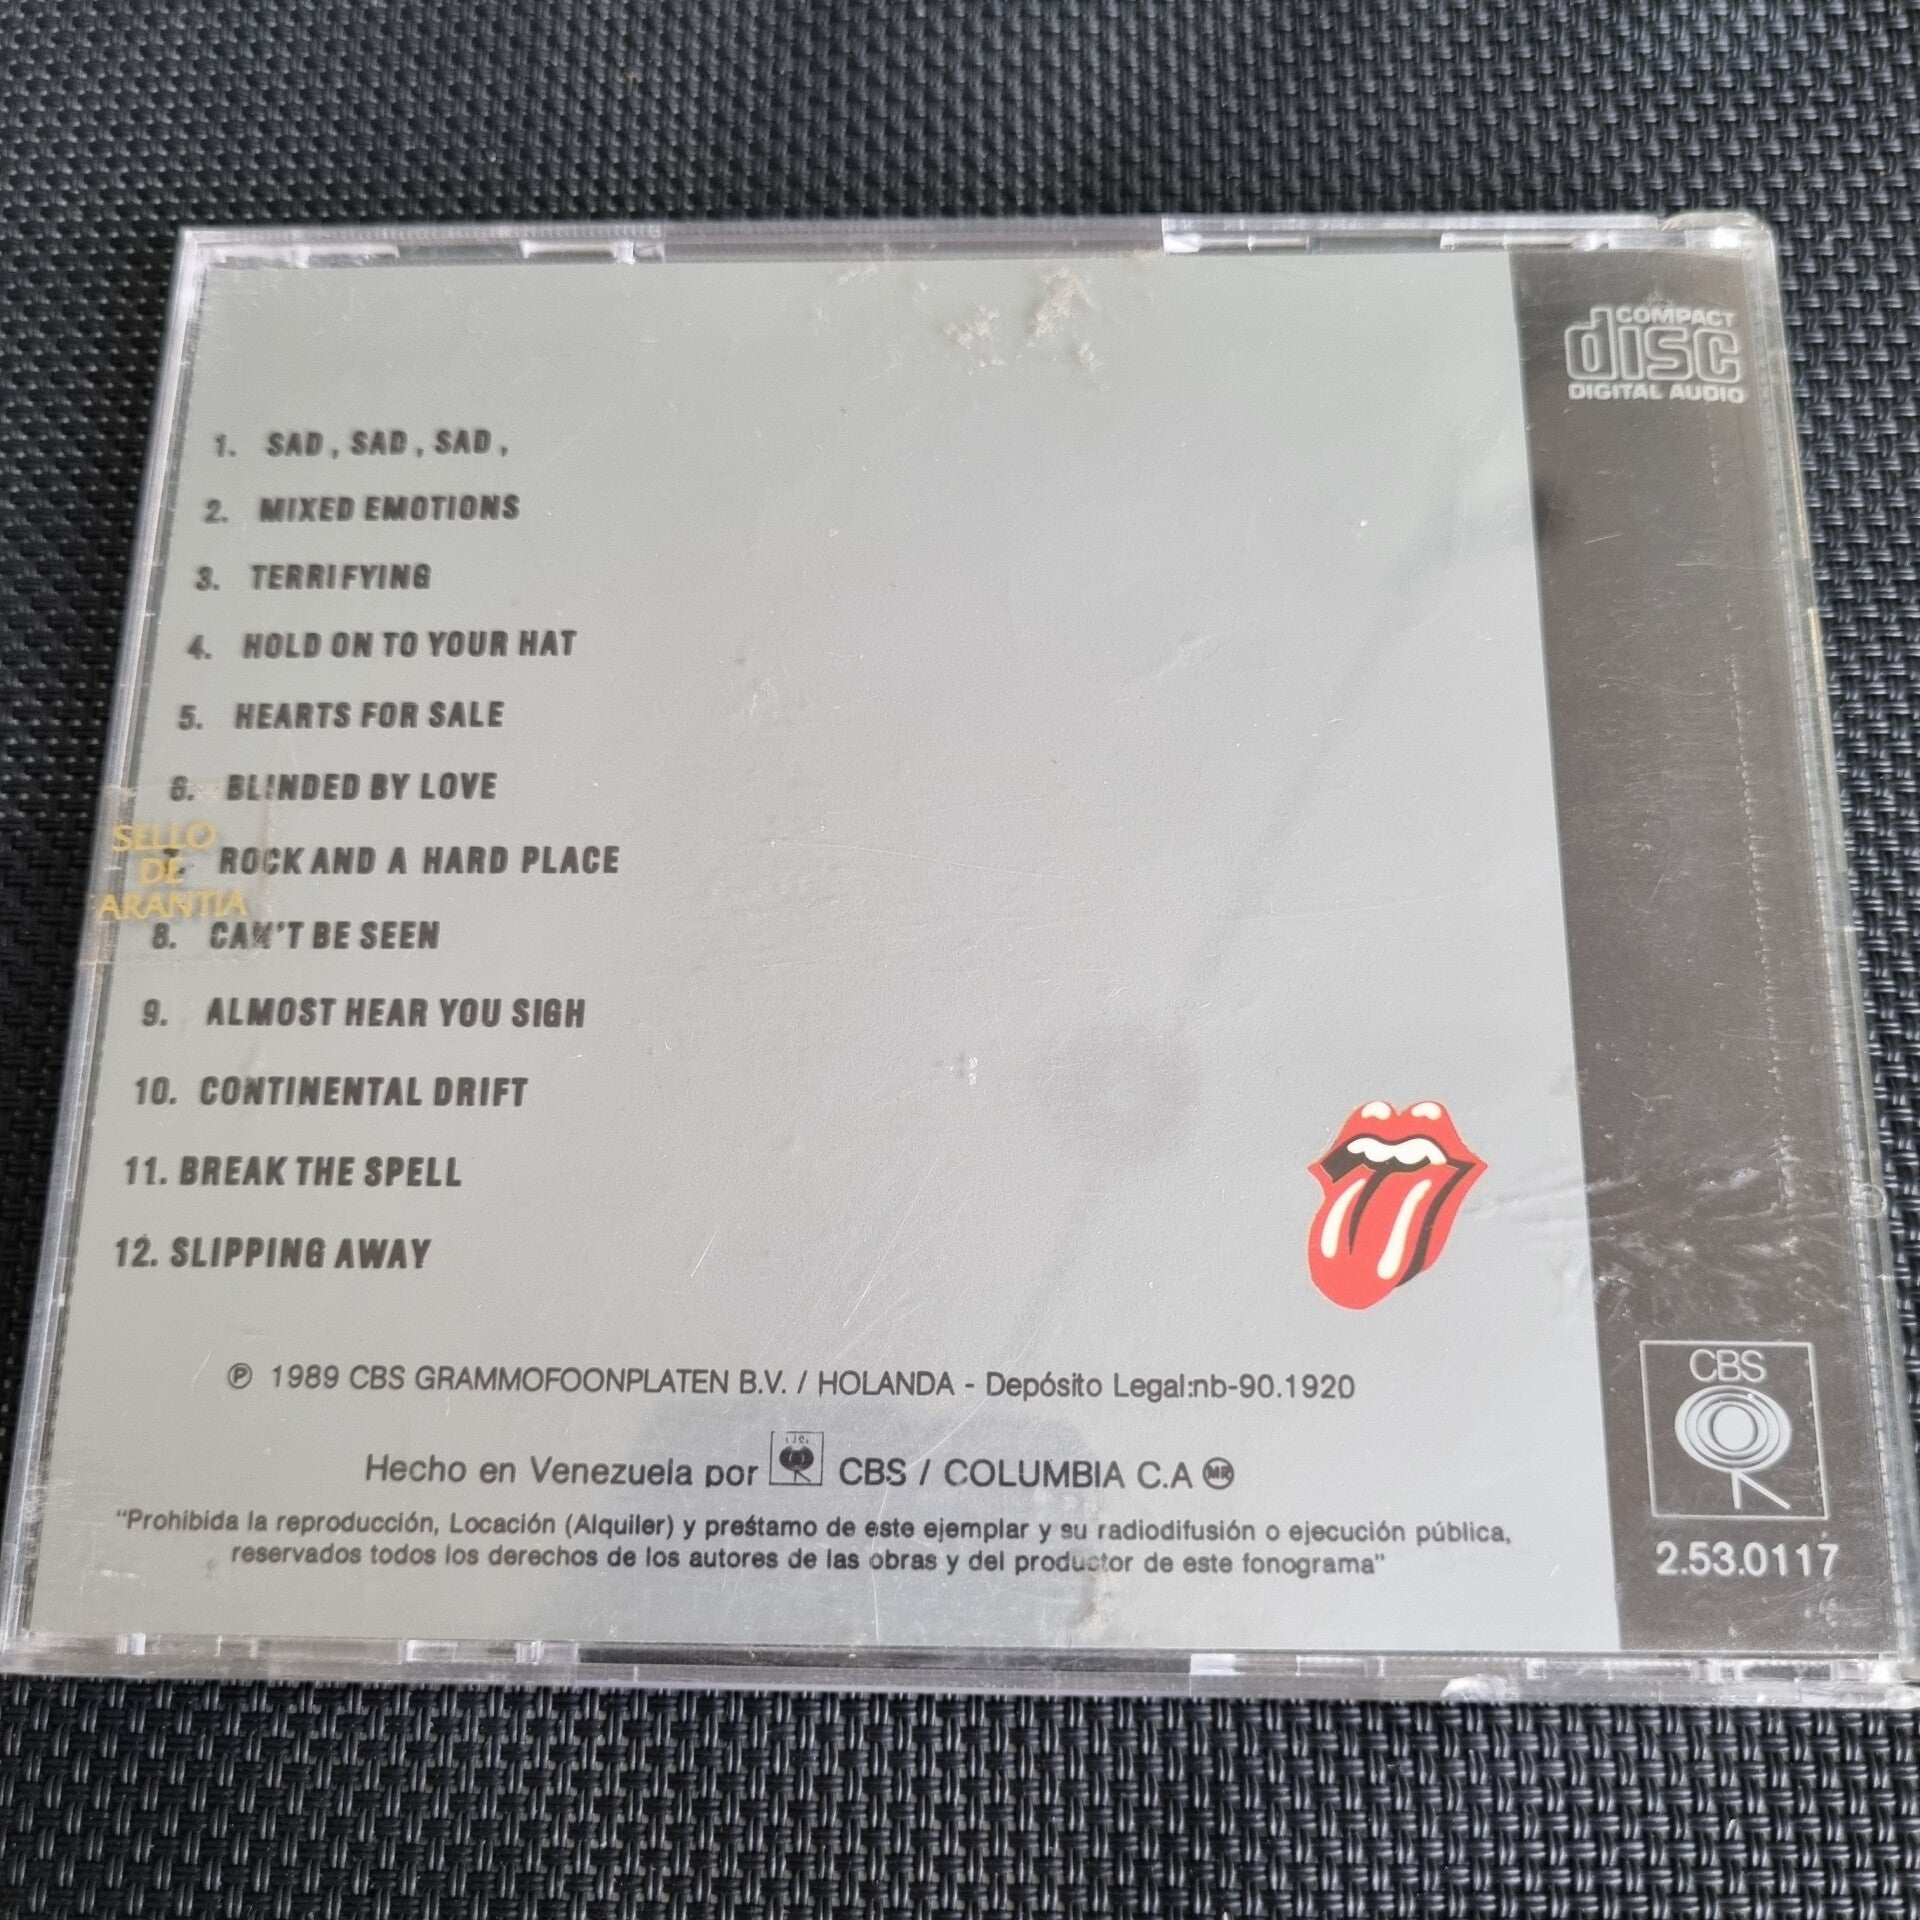 COMPACT
disc
DIGITAL AUDIO
1. SAD , SAD , SAD ,
2. MIXED EMOTIONS
3. TERRIFYING
4. HOLD ON TO YOUR HAT
5. HEARTS FOR SALE
6. BLINDED BY LOVE
SELLO
DE
ARANTIA
ROCK AND A HARD PLACE
8. CAN'T BE SEEN
9. ALMOST HEAR YOU SIGH
10. CONTINENTAL DRIFT
11. BREAK THE SPELL
12. SLIPPING AWAY
℗ 1989 CBS GRAMMOFOONPLATEN B.V. / HOLANDA - Depósito Legal:nb-90.1920
Hecho en Venezuela por CBS CBS / COLUMBIA C.A MR
"Prohibida la reproducción, Locación (Alquiler) y préstamo de este ejemplar y su radiodifusión o ejecución pública,
reservados todos los derechos de los autores de las obras y del productor de este fonograma"
CBS
2.53.0117